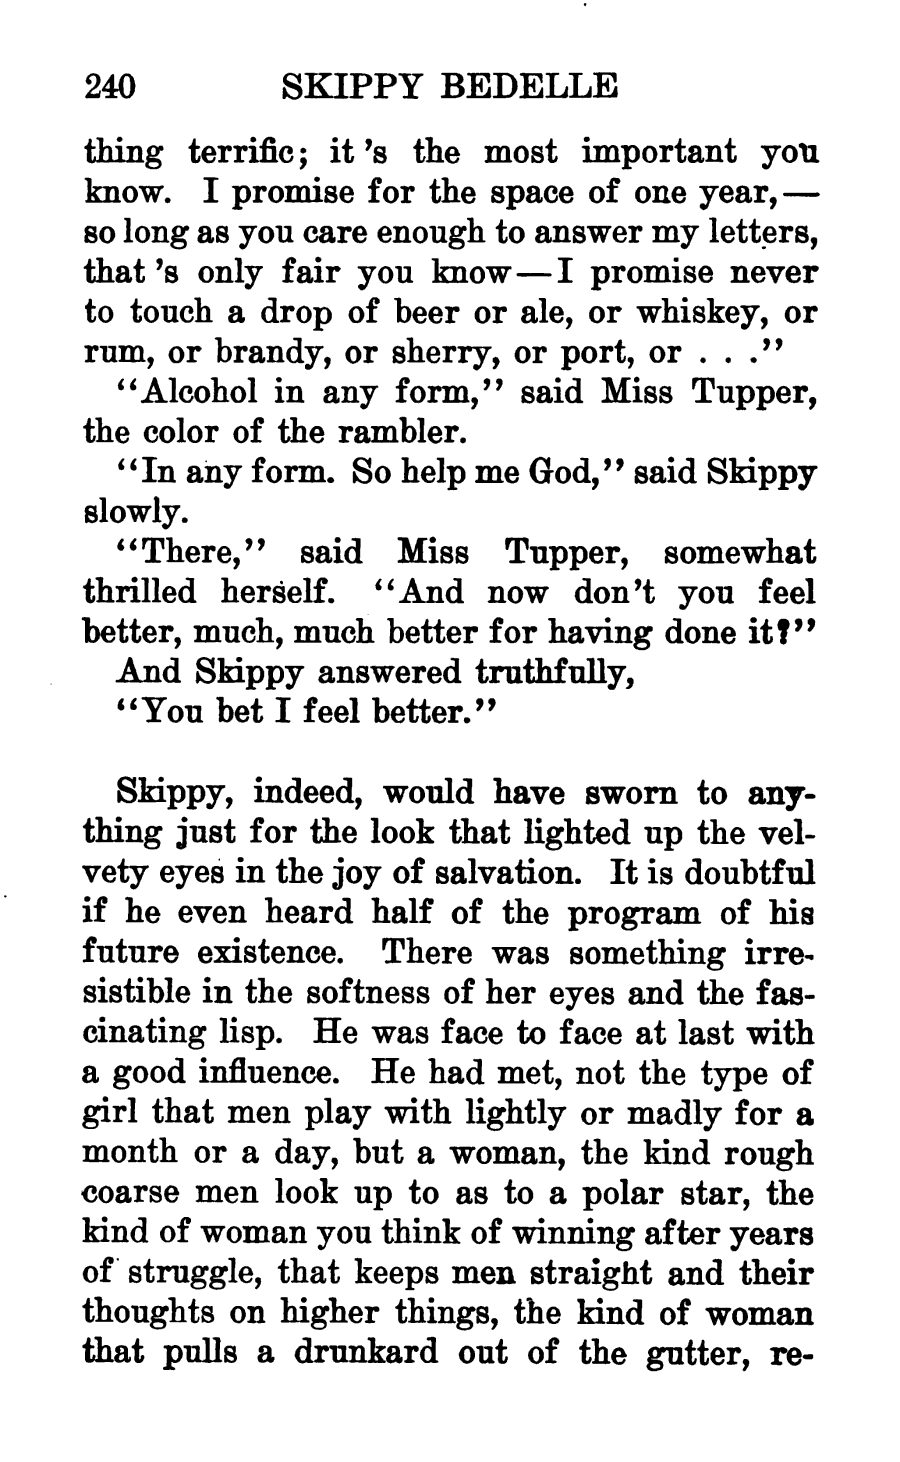 240 SKIPPY BEDELLE
thing terrific; it 's the most important you
know. I promise for the space of one year,—
so long as you care enough to answer my letters,
that 's only fair you know—I promise never
to touch a drop of beer or ale, or whiskey, or
rum, or brandy, or sherry, or port, or . . .''
''Alcohol in any form,'' said Miss Tupper,
the color of the rambler.
''In any form. So help me God,'' said Skippy
slowly.
''There,'' said Miss Tupper, somewhat
thrilled herself. ''And now don't you feel
better, much, much better for having done it?''
And Skippy answered truthfully,
''You bet I feel better.''
Skippy, indeed, would have sworn to any-
thing just for the look that lighted up the vel-
vety eyes in the joy of salvation. It is doubtful
if he even heard half of the program of his
future existence. There was something irre-
sistible in the softness of her eyes and the fas-
cinating lisp. He was face to face at last with
a good influence. He had met, not the type of
girl that men play with lightly or madly for a
month or a day, but a woman, the kind rough
coarse men look up to as to a polar star, the
kind of woman you think of winning after years
of struggle, that keeps men straight and their
thoughts on higher things, the kind of woman
that pulls a drunkard out of the gutter, re-